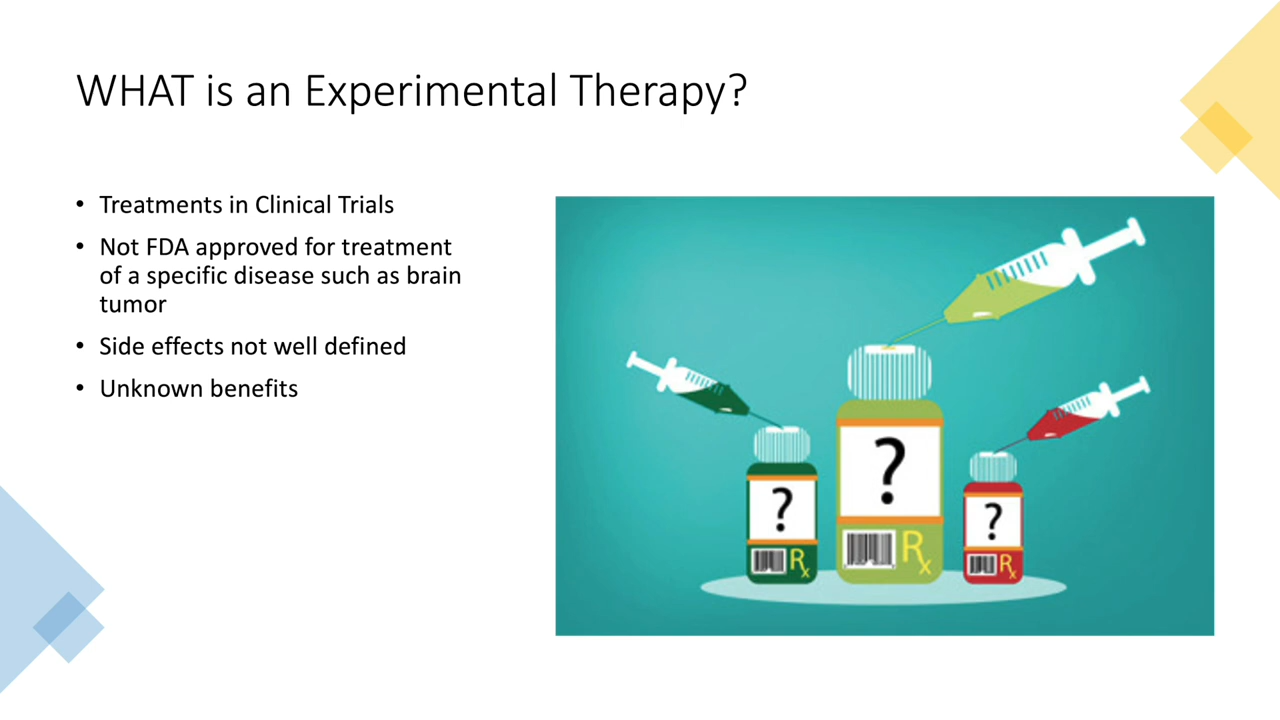 WHAT is an Experimental Therapy?
• Treatments in Clinical Trials
• Not FDA approved for treatment
of a specific disease such as brain
tumor
• Side effects not well defined
• Unknown benefits
?
?
?
Rx
Rx
Rx